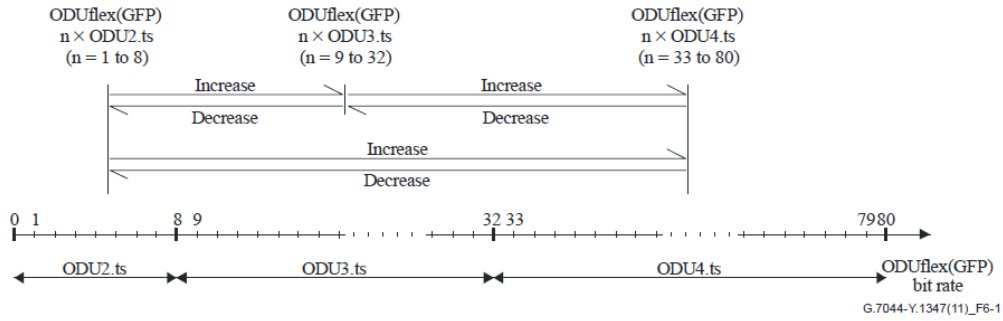 ODUflex(GFP)
n × ODU2.ts
(n = 1 to 8)
ODUflex(GFP)
n × ODU3.ts
(n = 9 to 32)
ODUflex(GFP)
n × ODU4.ts
(n = 33 to 80)
Increase
Increase
Decrease
Decrease
Increase
Decrease
0 1 8 9 32 33 79 80
ODU2.ts ODU3.ts ODU4.ts
ODUflex(GFP)
bit rate
G.7044-Y.1347(11)_F6-1